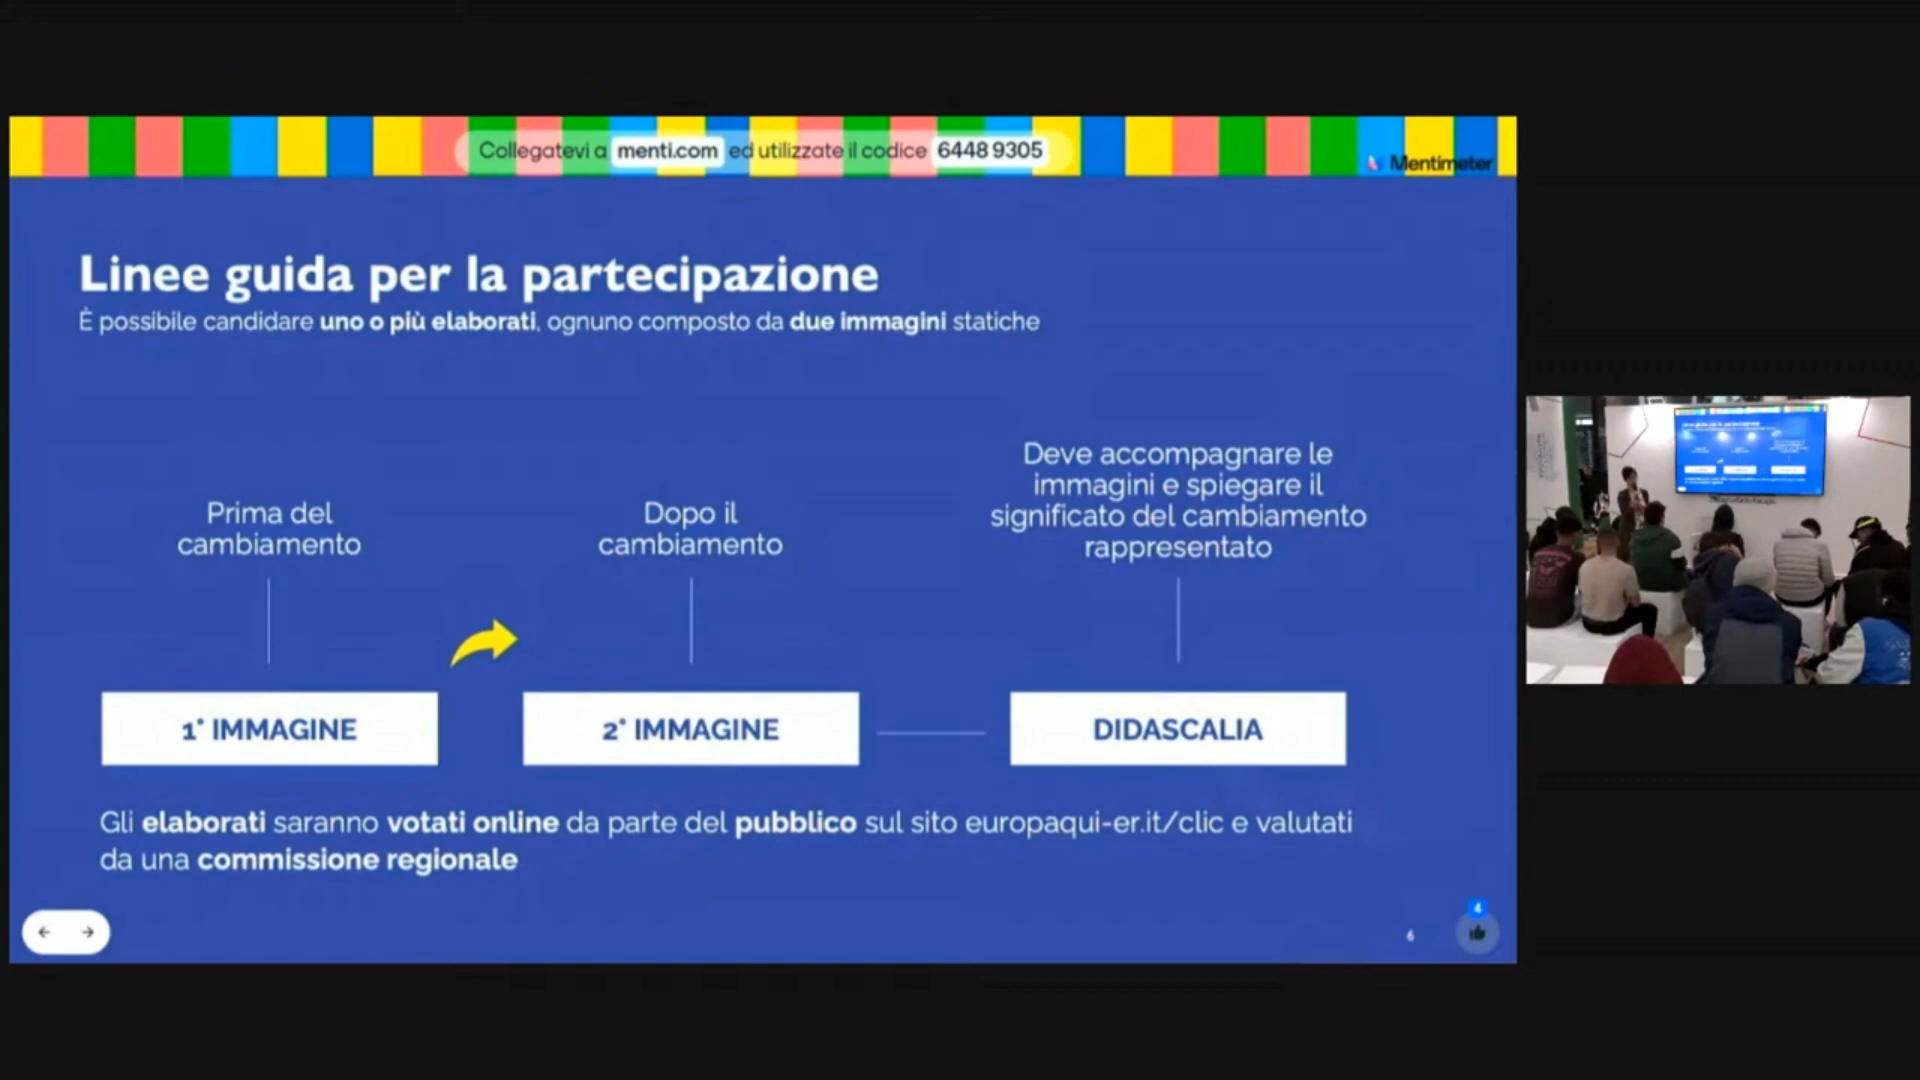 Collegatevi a menti.com ed utilizzate il codice 6448 9305
Mentimeter
Linee guida per la partecipazione
È possibile candidare uno o più elaborati, ognuno composto da due immagini statiche
Prima del
cambiamento
Dopo il
cambiamento
Deve accompagnare le
immagini e spiegare il
significato del cambiamento
rappresentato
1° IMMAGINE
2° IMMAGINE
DIDASCALIA
Gli elaborati saranno votati online da parte del pubblico sul sito europaqui-er.it/clic e valutati
da una commissione regionale
6
4